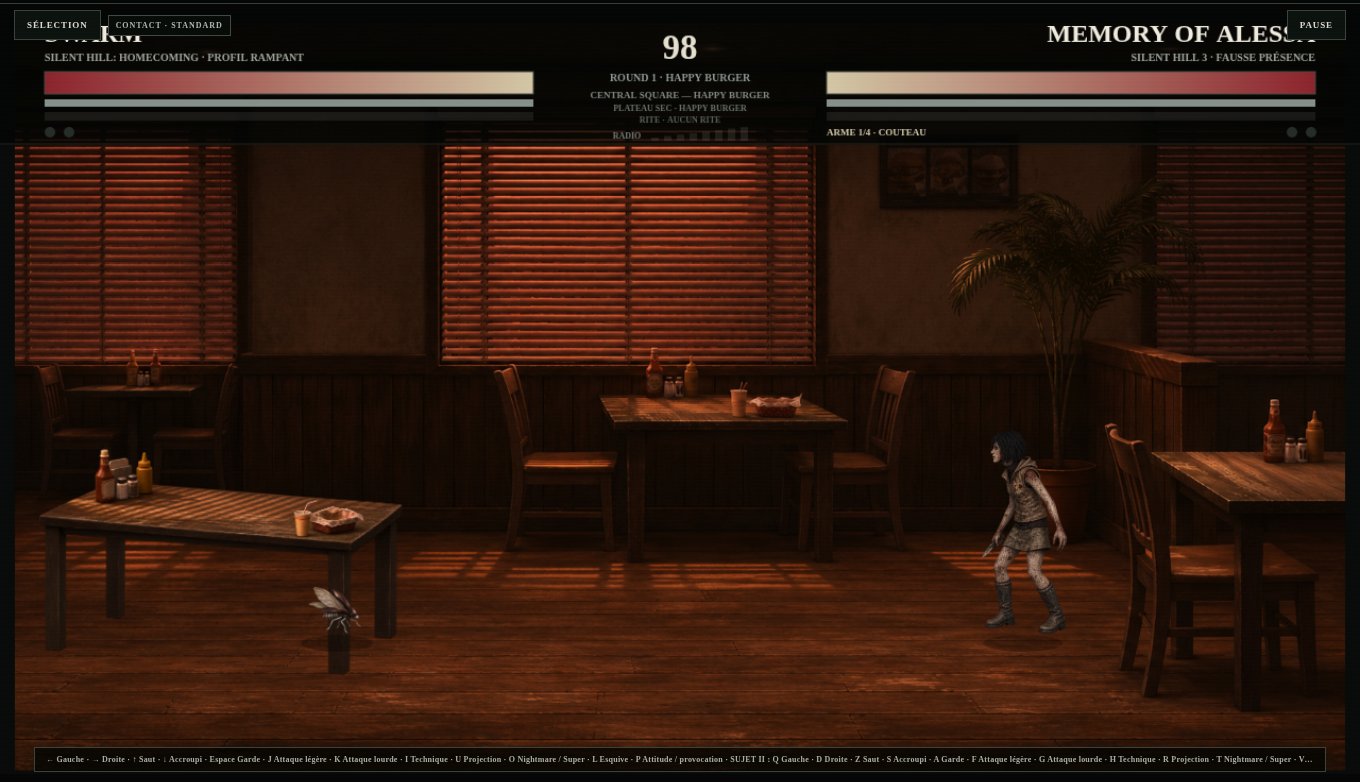 SÉLECTION
CONTACT · STANDARD
PAUSE
SWARM
SILENT HILL: HOMECOMING · PROFIL RAMPANT
98
ROUND 1 · HAPPY BURGER
CENTRAL SQUARE — HAPPY BURGER
PLATEAU SEC · HAPPY BURGER
RITE · AUCUN RITE
RADIO
MEMORY OF ALESSA
SILENT HILL 3 · FAUSSE PRÉSENCE
ARME 1/4 · COUTEAU
← Gauche · → Droite · ↑ Saut · ↓ Accroupi · Espace Garde · J Attaque légère · K Attaque lourde · I Technique · U Projection · O Nightmare / Super · L Esquive · P Attitude / provocation · SUJET II : Q Gauche · D Droite · Z Saut · S Accroupi · A Garde · F Attaque légère · G Attaque lourde · H Technique · R Projection · T Nightmare / Super · V…